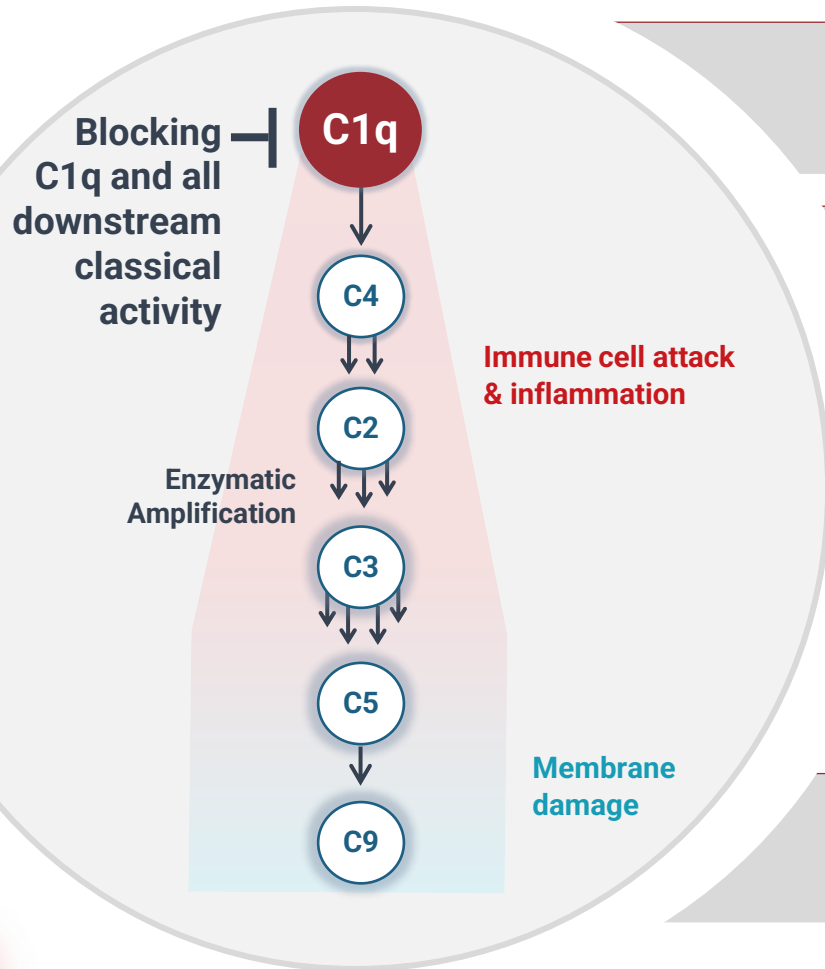 C1q
Blocking
C1q and all
downstream
classical
activity
C4
Immune cell attack
& inflammation
C2
Enzymatic
Amplification
C3
C5
Membrane
damage
C9